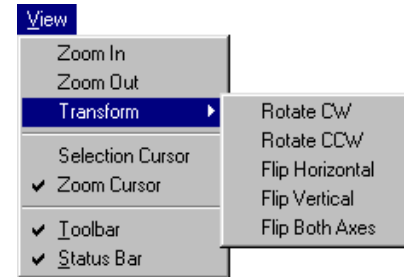 View
Zoom In
Zoom Out
Transform
Selection Cursor
Zoom Cursor
Toolbar
Status Bar
Rotate CW
Rotate CCW
Flip Horizontal
Flip Vertical
Flip Both Axes